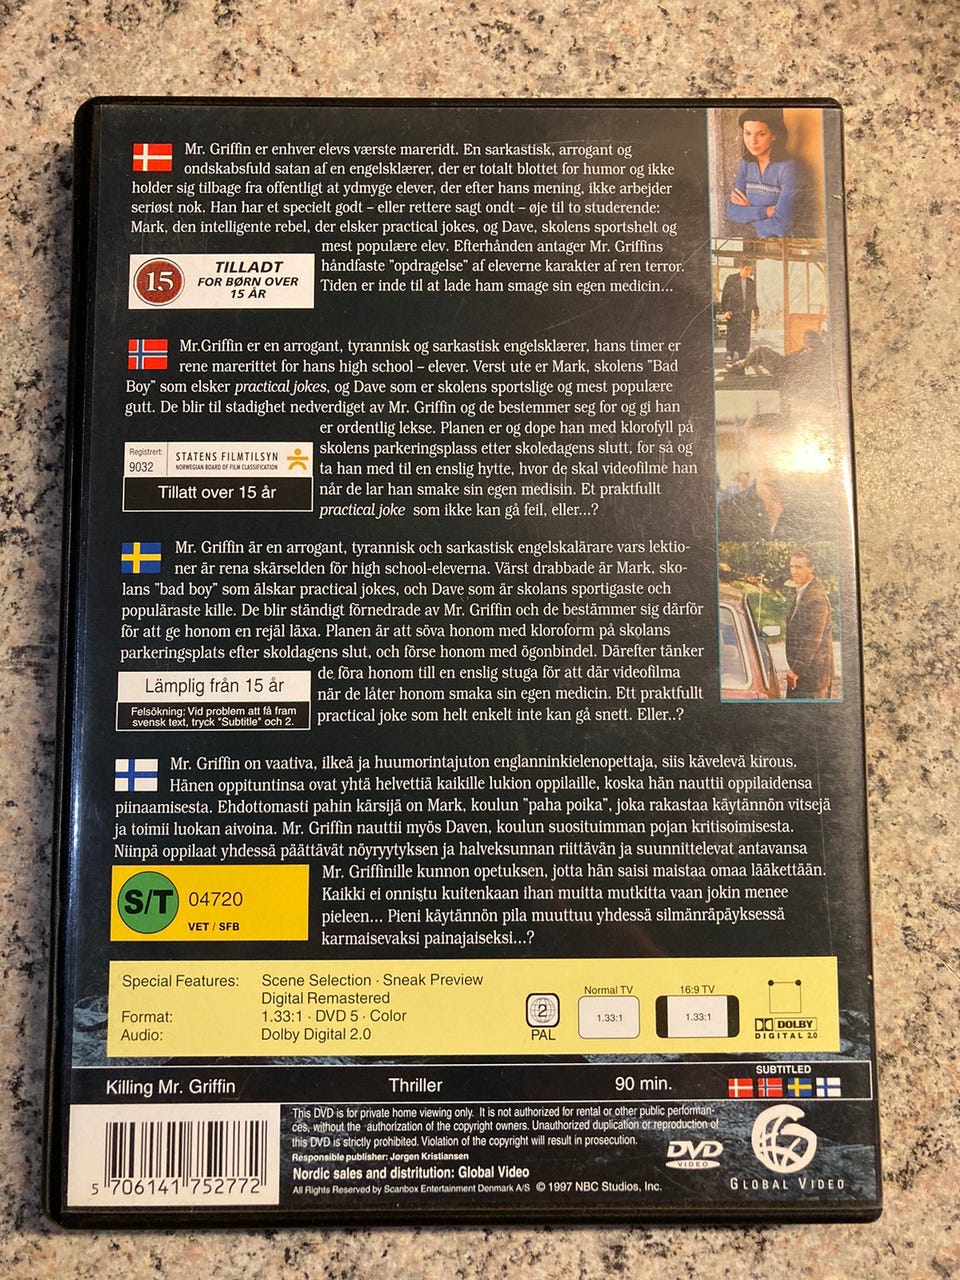 Mr. Griffin er enhver elevs værste mareridt. En sarkastisk, arrogant og
ondskabsfuld satan af en engelsklærer, der er totalt blottet for humor og ikke
holder sig tilbage fra offentligt at ydmyge elever, der efter hans mening, ikke arbejder
seriøst nok. Han har et specielt godt – eller rettere sagt ondt – øje til to studerende:
Mark, den intelligente rebel, der elsker practical jokes, og Dave, skolens sportshelt og
mest populære elev. Efterhånden antager Mr. Griffins
håndfaste "opdragelse" af eleverne karakter af ren terror.
Tiden er inde til at lade ham smage sin egen medicin...
15
TILLADT
FOR BØRN OVER
15 ÅR
Mr.Griffin er en arrogant, tyrannisk og sarkastisk engelsklærer, hans timer er
rene marerittet for hans high school – elever. Verst ute er Mark, skolens "Bad
Boy" som elsker practical jokes, og Dave som er skolens sportslige og mest populære
gutt. De blir til stadighet nedverdiget av Mr. Griffin og de bestemmer seg for og gi han
er ordentlig lekse. Planen er og dope han med klorofyll på
skolens parkeringsplass etter skoledagens slutt, for så og
ta han med til en enslig hytte, hvor de skal videofilme han
når de lar han smake sin egen medisin. Et praktfullt
practical joke som ikke kan gå feil, eller...?
Registrert:
9032
STATENS FILMTILSYN
NORWEGIAN BOARD OF FILM CLASSIFICATION
Tillatt over 15 år
Mr. Griffin är en arrogant, tyrannisk och sarkastisk engelskalärare vars lektio-
ner är rena skärselden för high school-eleverna. Värst drabbade är Mark, sko-
lans "bad boy" som älskar practical jokes, och Dave som är skolans sportigaste och
populäraste kille. De blir ständigt förnedrade av Mr. Griffin och de bestämmer sig därför
för att ge honom en rejäl läxa. Planen är att söva honom med kloroform på skolans
parkeringsplats efter skoldagens slut, och förse honom med ögonbindel. Därefter tänker
de föra honom till en enslig stuga för att där videofilma
när de låter honom smaka sin egen medicin. Ett praktfullt
practical joke som helt enkelt inte kan gå snett. Eller..?
Lämplig från 15 år
Felsökning: Vid problem att få fram
svensk text, tryck "Subtitle" och 2.
Mr. Griffin on vaativa, ilkeä ja huumorintajuton englanninkielenopettaja, siis kävelevä kirous.
Hänen oppituntinsa ovat yhtä helvettiä kaikille lukion oppilaille, koska hän nauttii oppilaidensa
piinaamisesta. Ehdottomasti pahin kärsijä on Mark, koulun "paha poika", joka rakastaa käytännön vitsejä
ja toimii luokan aivoina. Mr. Griffin nauttii myös Daven, koulun suosituimman pojan kritisoimisesta.
Niinpä oppilaat yhdessä päättävät nöyryytyksen ja halveksunnan riittävän ja suunnittelevat antavansa
Mr. Griffinille kunnon opetuksen, jotta hän saisi maistaa omaa lääkettään.
Kaikki ei onnistu kuitenkaan ihan muitta mutkitta vaan jokin menee
pieleen... Pieni käytännön pila muuttuu yhdessä silmänräpäyksessä
karmaisevaksi painajaiseksi...?
S/T
04720
VET / SFB
Special Features: Scene Selection · Sneak Preview
Digital Remastered
Format: 1.33:1 · DVD 5 · Color
Audio: Dolby Digital 2.0
2
PAL
Normal TV
1.33:1
16:9 TV
1.33:1
DOLBY
DIGITAL 2.0
Killing Mr. Griffin Thriller 90 min.
SUBTITLED
This DVD is for private home viewing only. It is not authorized for rental or other public performan-
ces, without the authorization of the copyright owners. Unauthorized duplication or reproduction of
this DVD is strictly prohibited. Violation of the copyright will result in prosecution.
Responsible publisher: Jørgen Kristiansen
Nordic sales and distritution: Global Video
All Rights Reserved by Scanbox Entertainment Denmark A/S © 1997 NBC Studios, Inc.
DVD
VIDEO
GLOBAL VIDEO
5 706141 752772